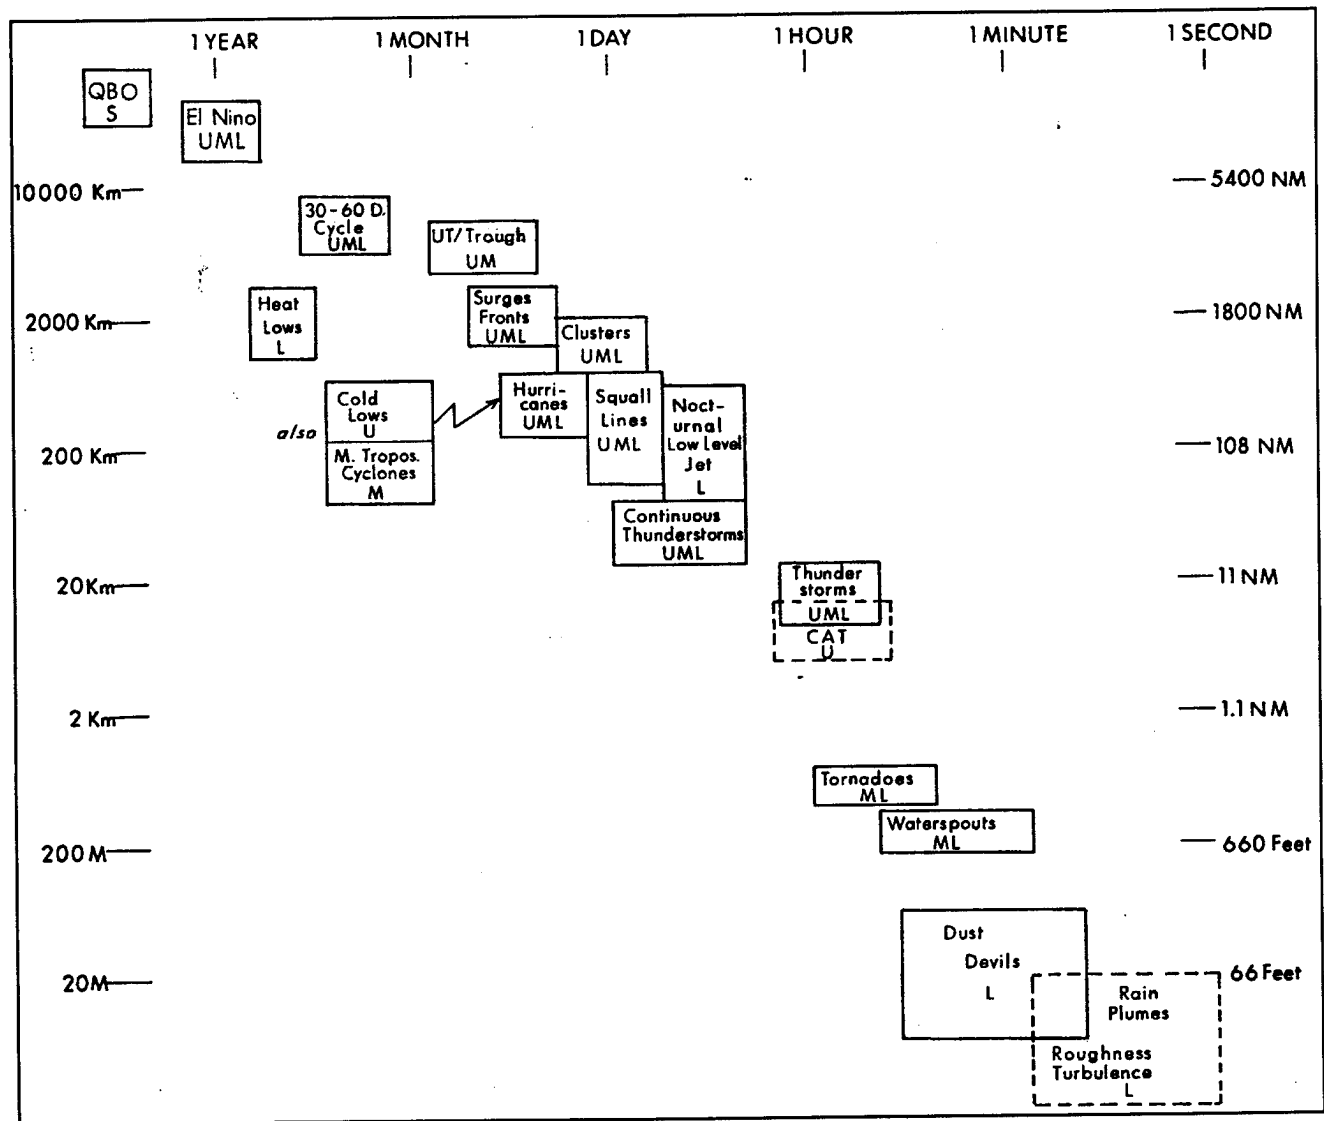 1 YEAR 1 MONTH 1 DAY 1 HOUR 1 MINUTE 1 SECOND
QBO
S
El Nino
UML
10000 Km
5400 NM
30-60 D.
Cycle
UML
UT/Trough
UM
Heat
Lows
L
2000 Km
Surges
Fronts
UML
Clusters
UML
1800 NM
Cold
Lows
U
also
M. Tropos.
Cyclones
M
200 Km
Hurri-
canes
UML
Squall
Lines
UML
Noct-
urnal
Low Level
Jet
L
108 NM
Continuous
Thunderstorms
UML
20 Km
Thunder
storms
UML
CAT
U
11 NM
2 Km
1.1 NM
Tornadoes
ML
Waterspouts
ML
200 M
660 Feet
Dust
Devils
L
20M
66 Feet
Rain
Plumes
Roughness
Turbulence
L